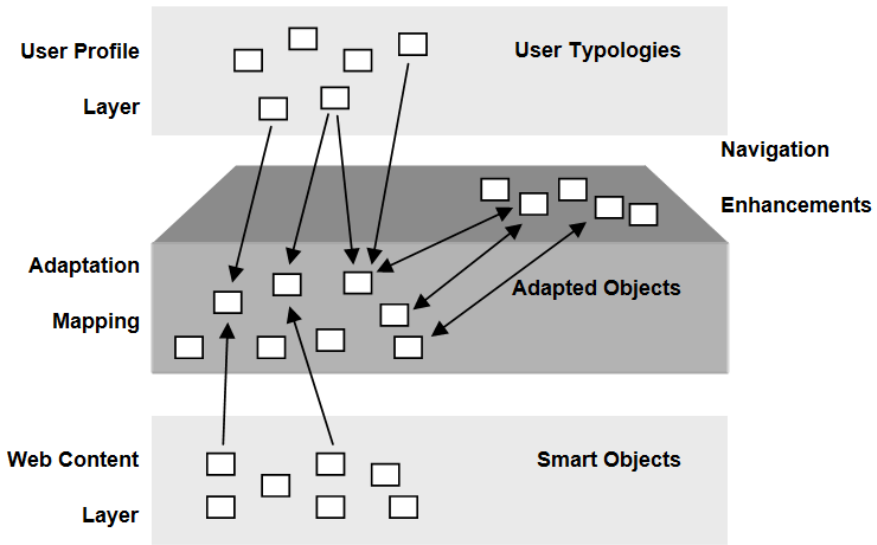 User Profile
Layer
User Typologies
Navigation
Enhancements
Adaptation
Mapping
Adapted Objects
Web Content
Layer
Smart Objects